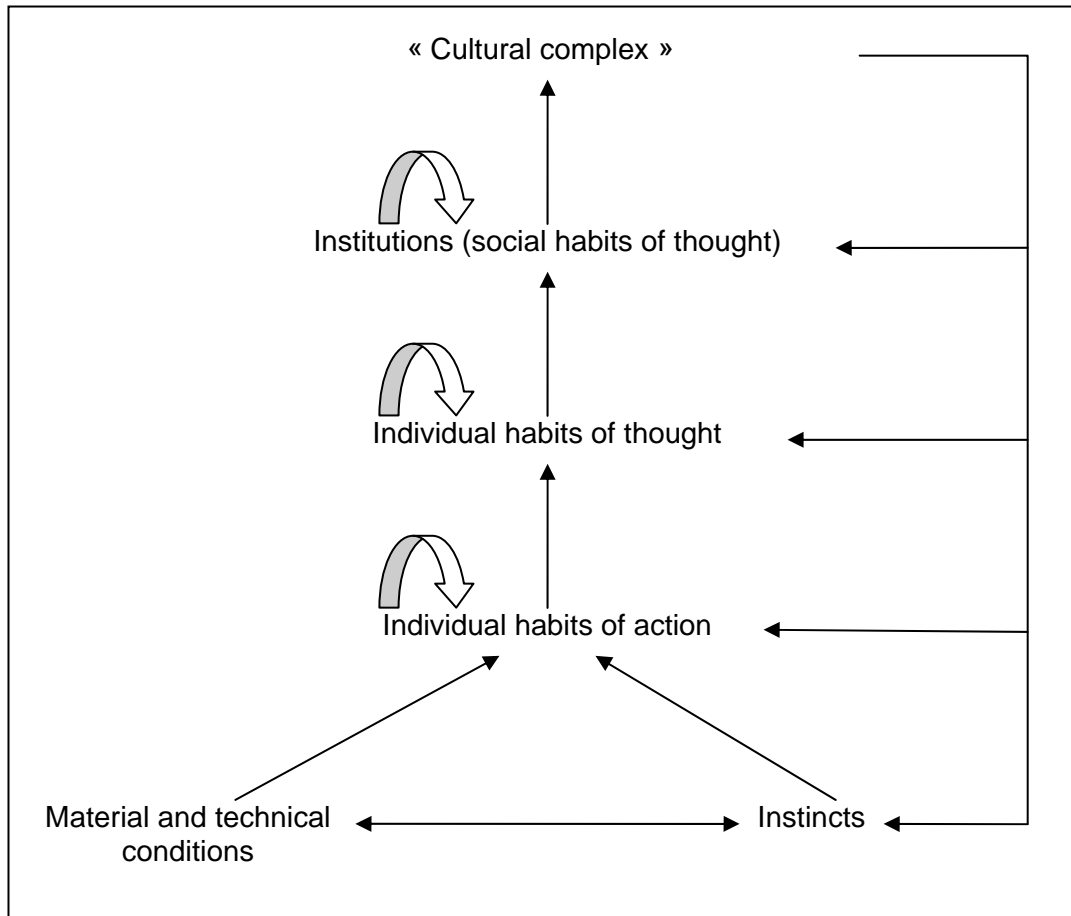 « Cultural complex »
Institutions (social habits of thought)
Individual habits of thought
Individual habits of action
Material and technical
conditions
Instincts